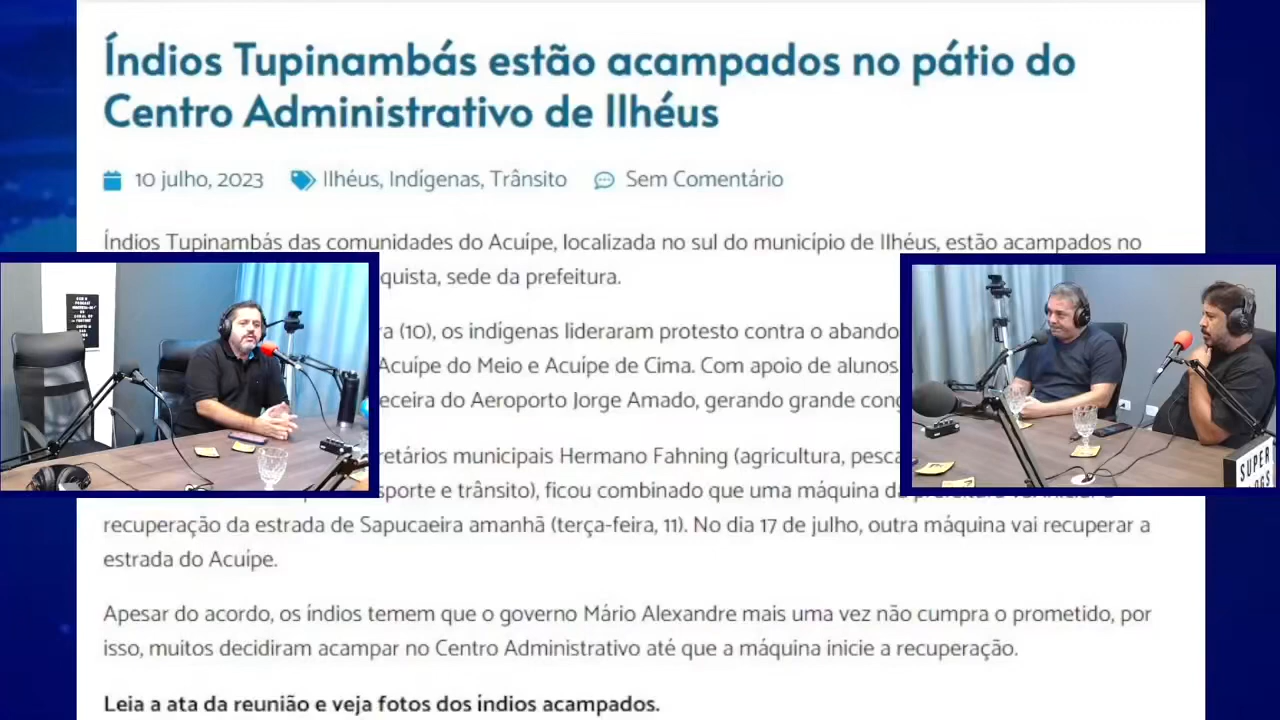 Índios Tupinambás estão acampados no pátio do
Centro Administrativo de Ilhéus
10 julho, 2023 Ilhéus, Indígenas, Trânsito Sem Comentário
Índios Tupinambás das comunidades do Acuípe, localizada no sul do município de Ilhéus, estão acampados no
quista, sede da prefeitura.
a (10), os indígenas lideraram protesto contra o abando
Acuípe do Meio e Acuípe de Cima. Com apoio de alunos
eceira do Aeroporto Jorge Amado, gerando grande cong
retários municipais Hermano Fahning (agricultura, pesca
sporte e trânsito), ficou combinado que uma máquina da prefeitura
recuperação da estrada de Sapucaeira amanhã (terça-feira, 11). No dia 17 de julho, outra máquina vai recuperar a
estrada do Acuípe.
Apesar do acordo, os índios temem que o governo Mário Alexandre mais uma vez não cumpra o prometido, por
isso, muitos decidiram acampar no Centro Administrativo até que a máquina inicie a recuperação.
Leia a ata da reunião e veja fotos dos índios acampados.
SUPER